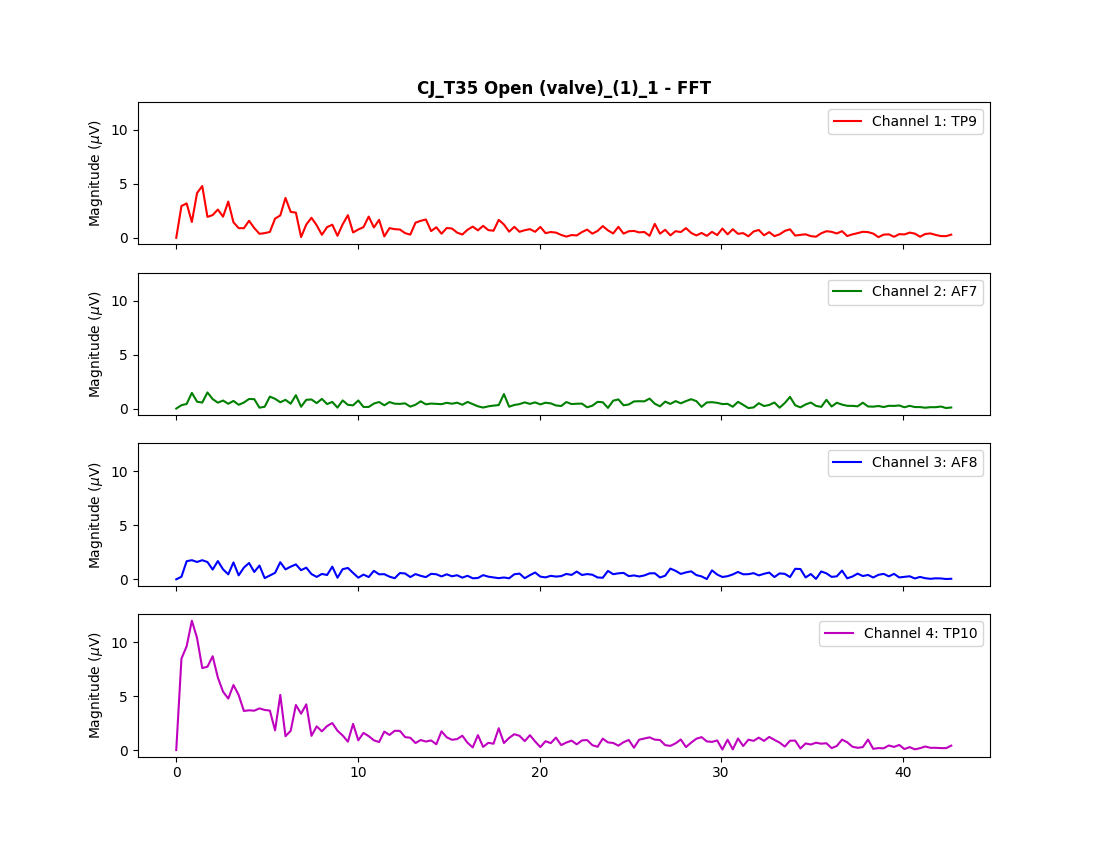 CJ_T35 Open (valve)_(1)_1 - FFT
Magnitude (μV)
10
5
0
Channel 1: TP9
Magnitude (μV)
10
5
0
Channel 2: AF7
Magnitude (μV)
10
5
0
Channel 3: AF8
Magnitude (μV)
10
5
0
Channel 4: TP10
0 10 20 30 40